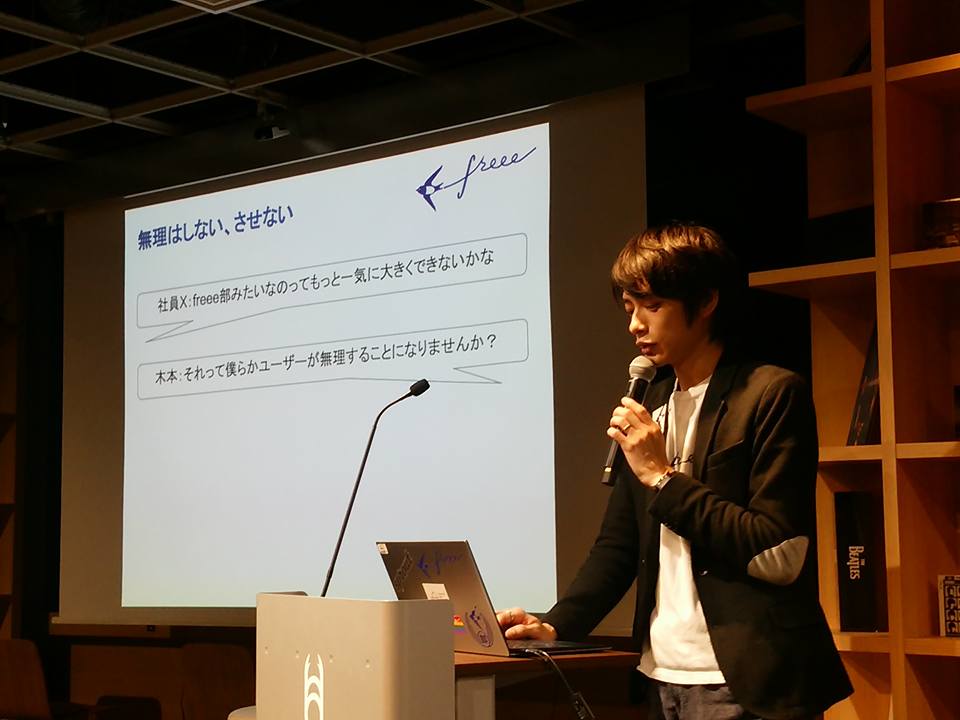 freee
無理はしない、させない
社員X:freee部みたいなのってもっと一気に大きくできないかな
木本:それって僕らかユーザーが無理することになりませんか？
freee
THE
BEATLES